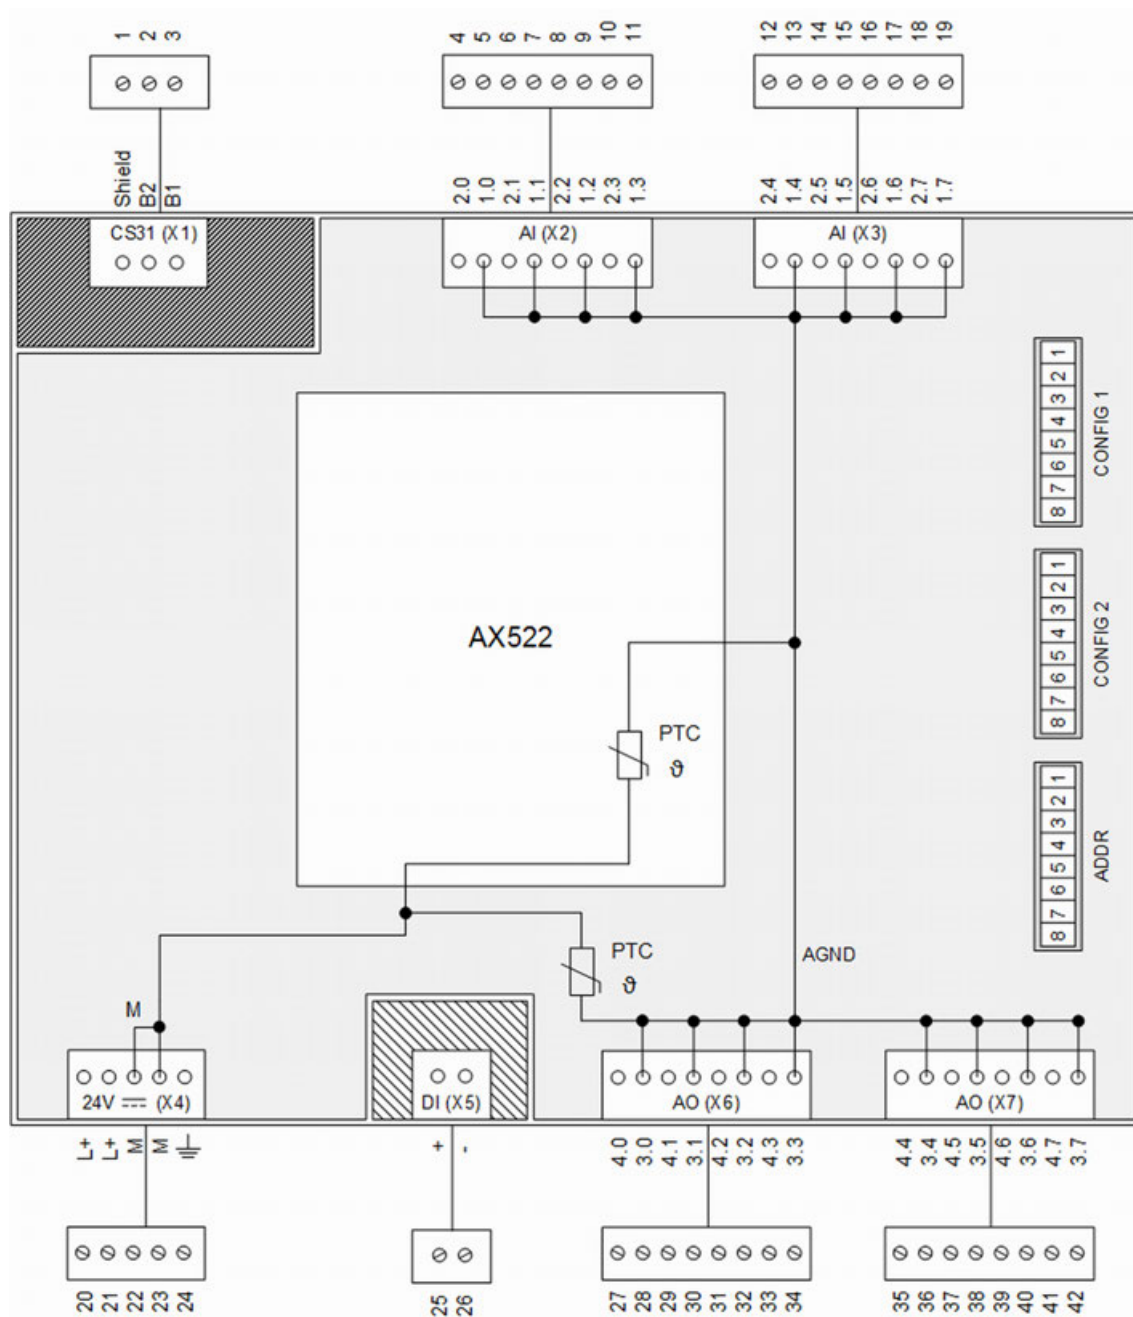 1 2 3
4 5 6 7 8 9 10 11
12 13 14 15 16 17 18 19
Shield B2 B1
2.0 1.0 2.1 1.1 2.2 1.2 2.3 1.3
2.4 1.4 2.5 1.5 2.6 1.6 2.7 1.7
CS31 (X1)
AI (X2)
AI (X3)
1 2 3 4 5 6 7 8
CONFIG 1
1 2 3 4 5 6 7 8
CONFIG 2
AX522
PTC
ϑ
1 2 3 4 5 6 7 8
ADDR
PTC
ϑ
AGND
M
24V (X4)
DI (X5)
AO (X6)
AO (X7)
L+ L+ M M
+ -
4.0 3.0 4.1 3.1 4.2 3.2 4.3 3.3
4.4 3.4 4.5 3.5 4.6 3.6 4.7 3.7
20 21 22 23 24
25 26
27 28 29 30 31 32 33 34
35 36 37 38 39 40 41 42